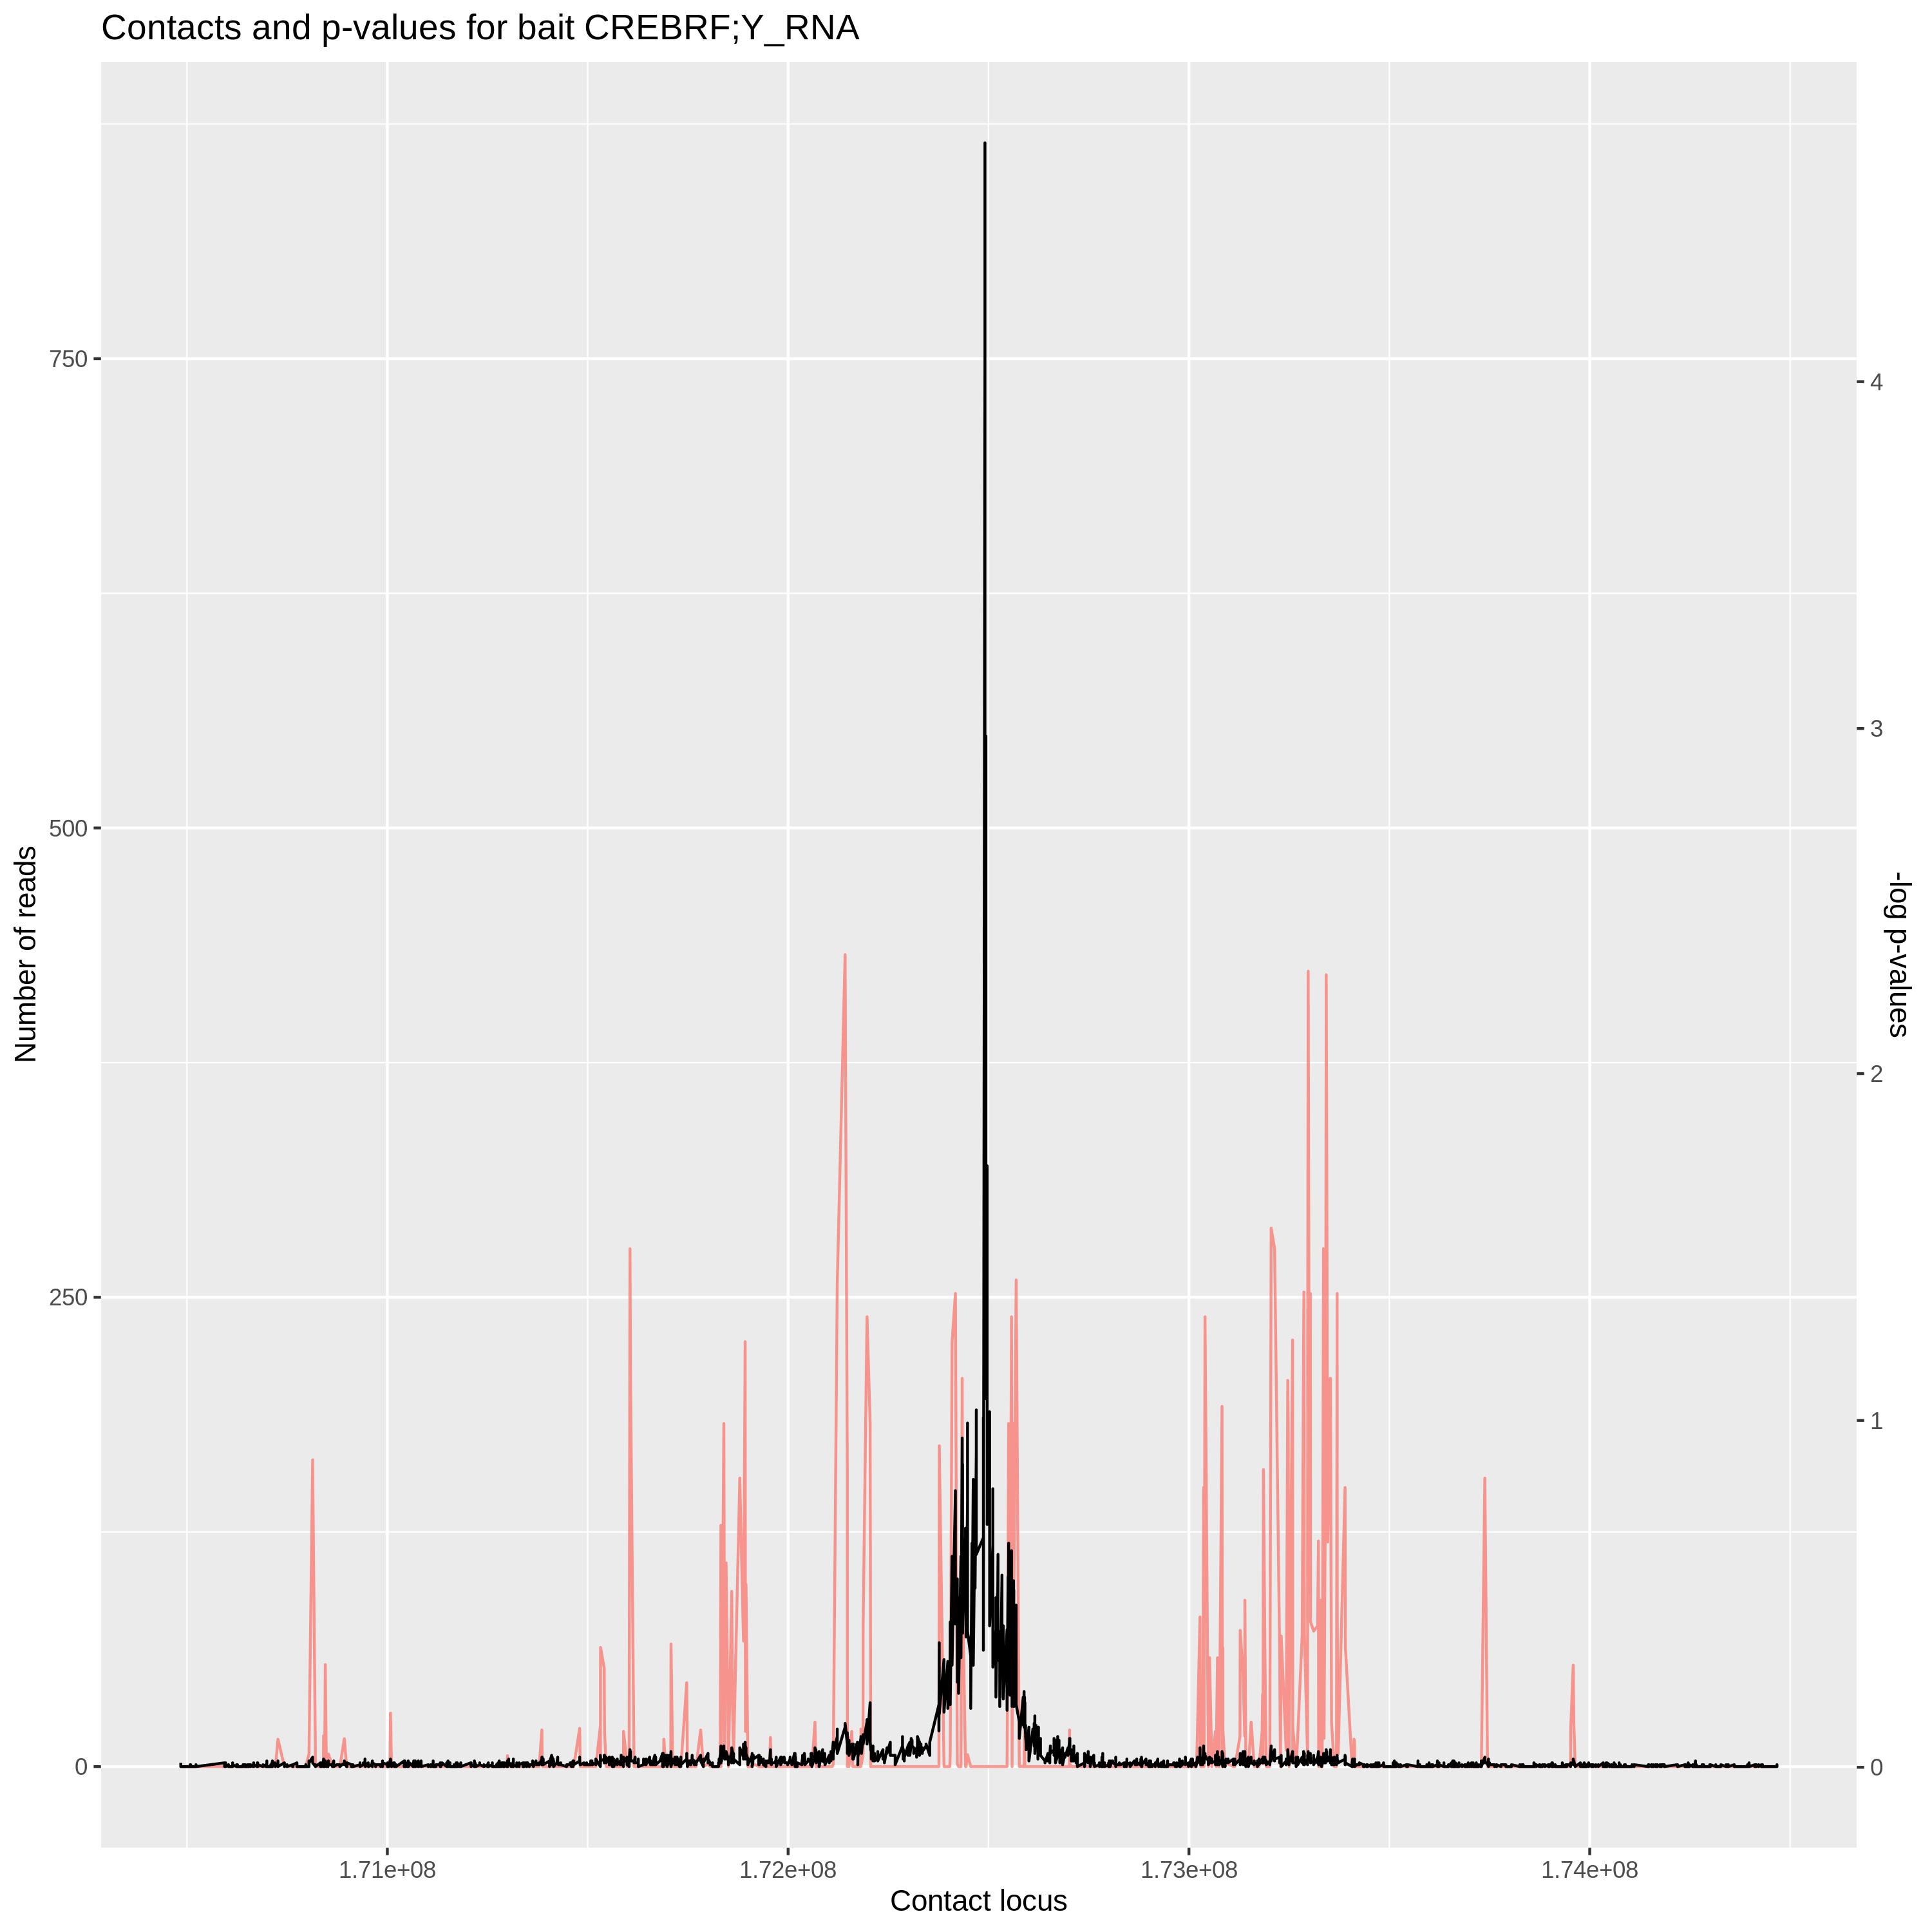 Contacts and p-values for bait CREBRF;Y_RNA
750
500
250
0
Number of reads
4
3
2
1
0
-log p-values
1.71e+08
1.72e+08
1.73e+08
1.74e+08
Contact locus